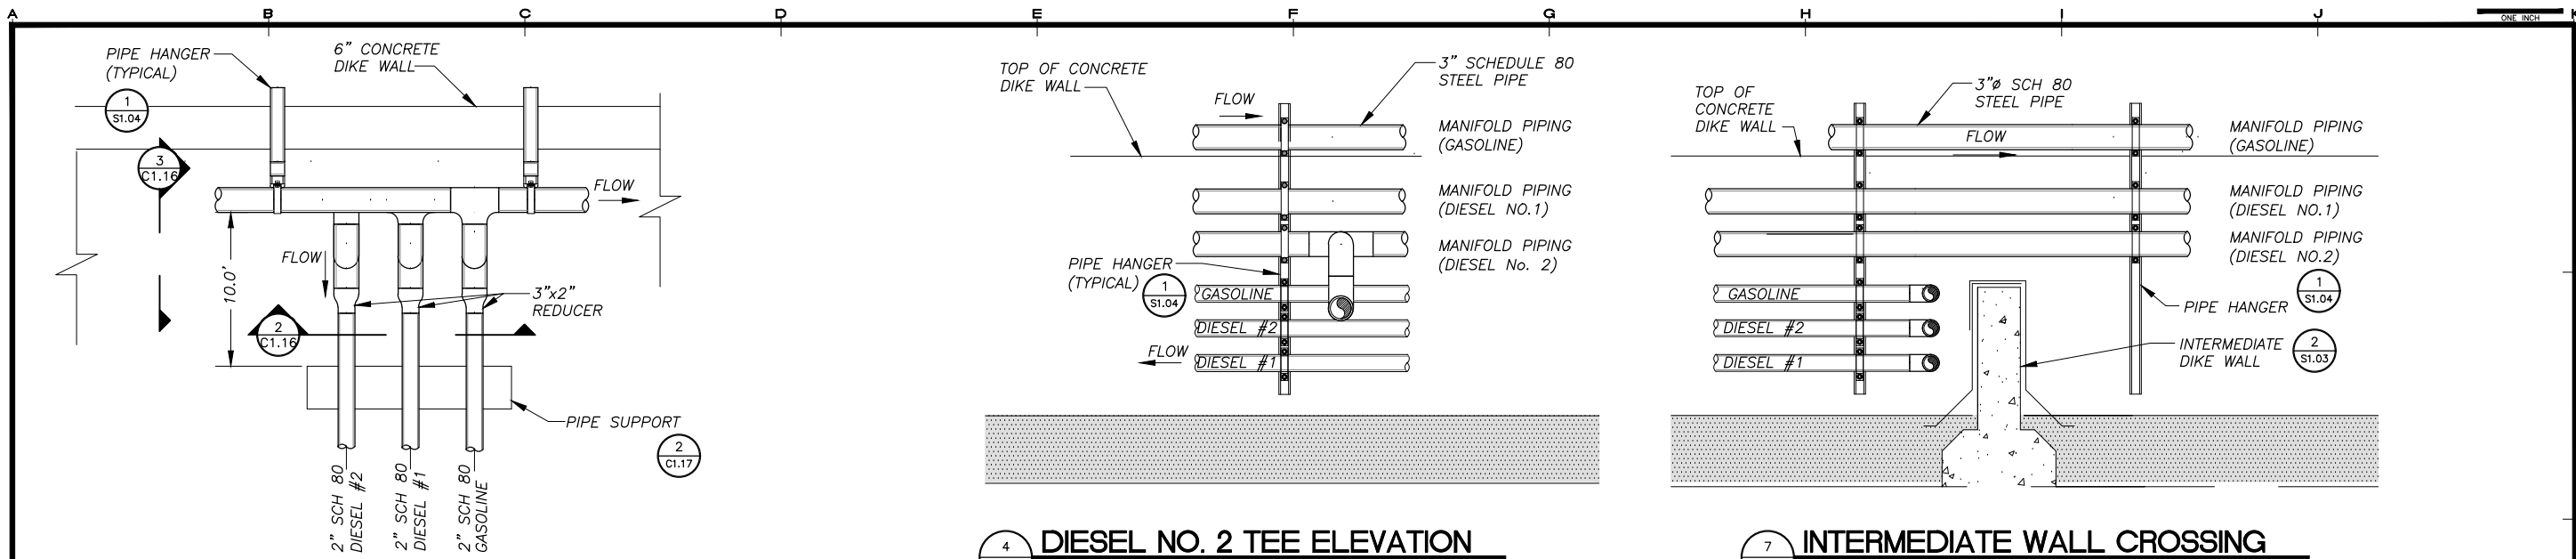 A B C D E F G H I J K
ONE INCH
PIPE HANGER
(TYPICAL)
1
S1.04
6" CONCRETE
DIKE WALL
3
C1.16
FLOW
FLOW
10.0'
3"x2"
REDUCER
2
C1.16
PIPE SUPPORT
2
C1.17
2" SCH 80
DIESEL #2
2" SCH 80
DIESEL #1
2" SCH 80
GASOLINE
TOP OF CONCRETE
DIKE WALL
FLOW
3" SCHEDULE 80
STEEL PIPE
MANIFOLD PIPING
(GASOLINE)
MANIFOLD PIPING
(DIESEL NO.1)
MANIFOLD PIPING
(DIESEL No. 2)
PIPE HANGER
(TYPICAL)
1
S1.04
GASOLINE
DIESEL #2
FLOW
DIESEL #1
4
DIESEL NO. 2 TEE ELEVATION
TOP OF
CONCRETE
DIKE WALL
3"ø SCH 80
STEEL PIPE
FLOW
MANIFOLD PIPING
(GASOLINE)
MANIFOLD PIPING
(DIESEL NO.1)
MANIFOLD PIPING
(DIESEL NO.2)
GASOLINE
DIESEL #2
DIESEL #1
PIPE HANGER
1
S1.04
INTERMEDIATE
DIKE WALL
2
S1.03
7
INTERMEDIATE WALL CROSSING